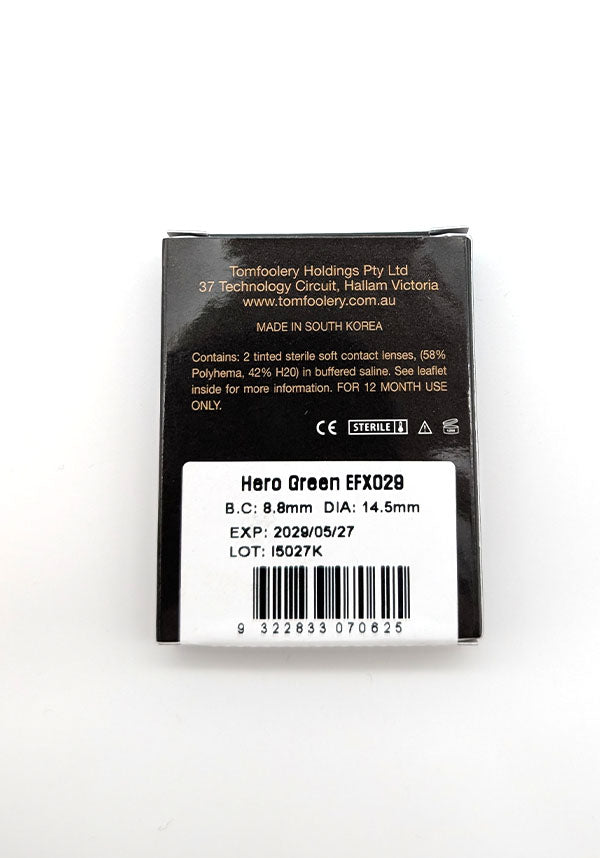 Tomfoolery Holdings Pty Ltd
37 Technology Circuit, Hallam Victoria
www.tomfoolery.com.au
MADE IN SOUTH KOREA
Contains: 2 tinted sterile soft contact lenses, (58%
Polyhema, 42% H20) in buffered saline. See leaflet
inside for more information. FOR 12 MONTH USE
ONLY.
CE STERILE
Hero Green EFX029
B.C: 8.8mm DIA: 14.5mm
EXP: 2029/05/27
LOT: I5027K
9 322833 070625